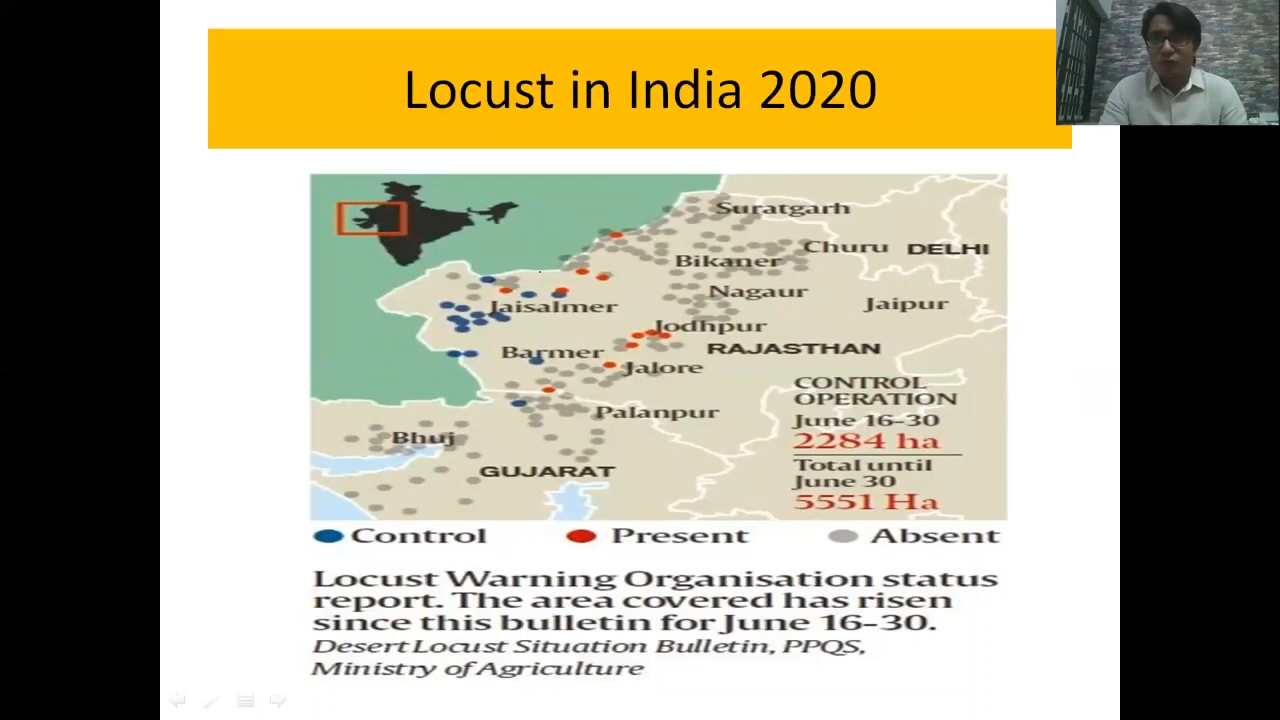 Locust in India 2020
Suratgarh
Churu DELHI
Bikaner
Nagaur
Jaipur
Jaisalmer
Jodhpur
Barmer
RAJASTHAN
Jalore
CONTROL
OPERATION
Palanpur
June 16-30
2284 ha
Bhuj
Total until
GUJARAT
June 30
5551 Ha
Control Present Absent
Locust Warning Organisation status
report. The area covered has risen
since this bulletin for June 16-30.
Desert Locust Situation Bulletin, PPQS,
Ministry of Agriculture